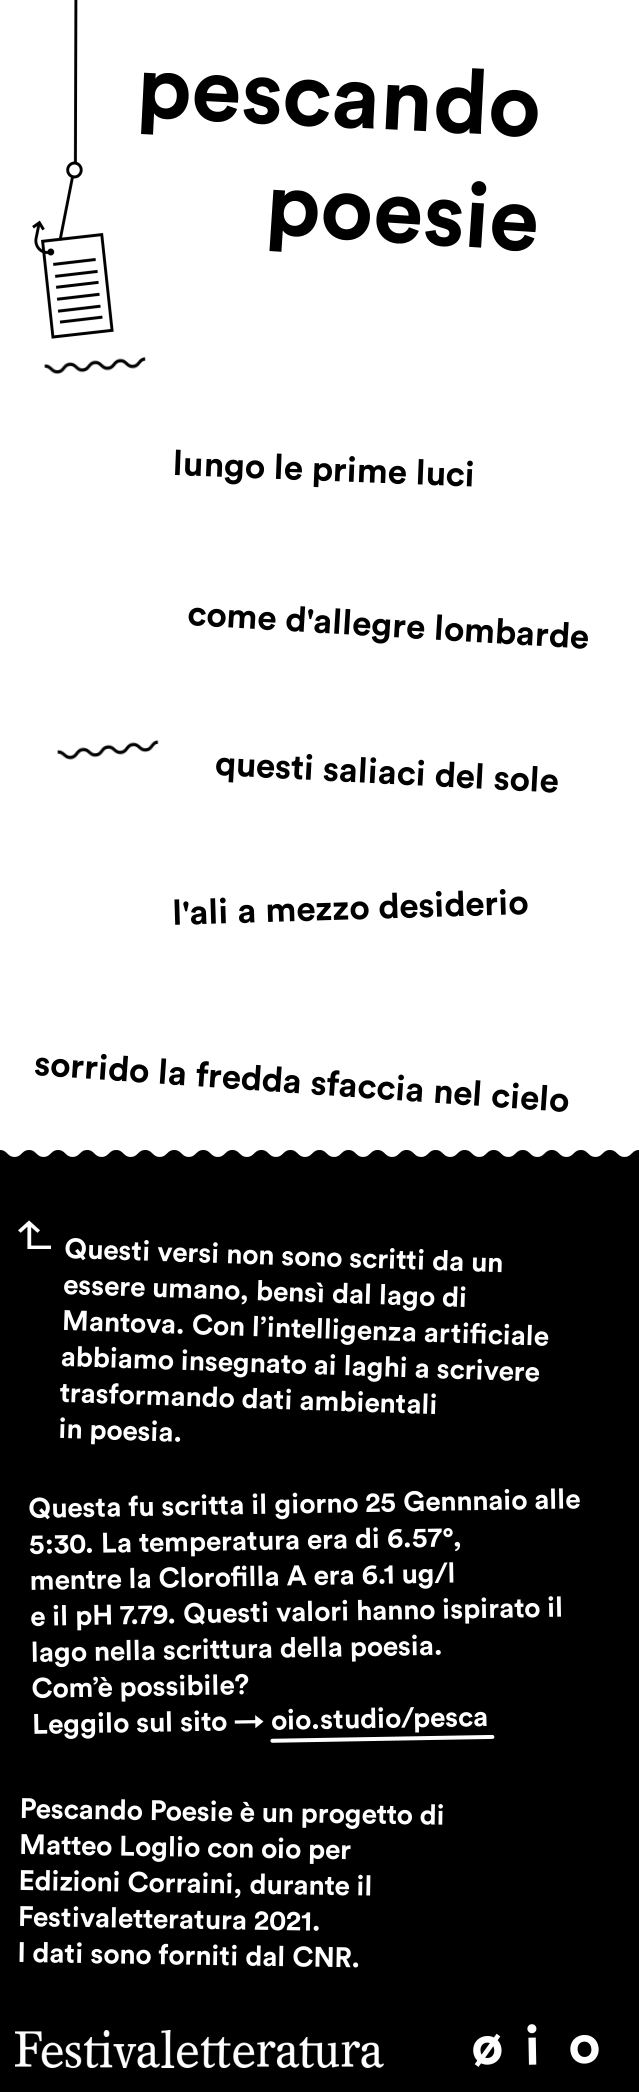 pescando
poesie
lungo le prime luci
come d'allegre lombarde
questi saliaci del sole
l'ali a mezzo desiderio
sorrido la fredda sfaccia nel cielo
Questi versi non sono scritti da un
essere umano, bensì dal lago di
Mantova. Con l’intelligenza artificiale
abbiamo insegnato ai laghi a scrivere
trasformando dati ambientali
in poesia.
Questa fu scritta il giorno 25 Gennnaio alle
5:30. La temperatura era di 6.57°,
mentre la Clorofilla A era 6.1 ug/l
e il pH 7.79. Questi valori hanno ispirato il
lago nella scrittura della poesia.
Com’è possibile?
Leggilo sul sito → oio.studio/pesca
Pescando Poesie è un progetto di
Matteo Loglio con oio per
Edizioni Corraini, durante il
Festivaletteratura 2021.
I dati sono forniti dal CNR.
Festivaletteratura ø i o